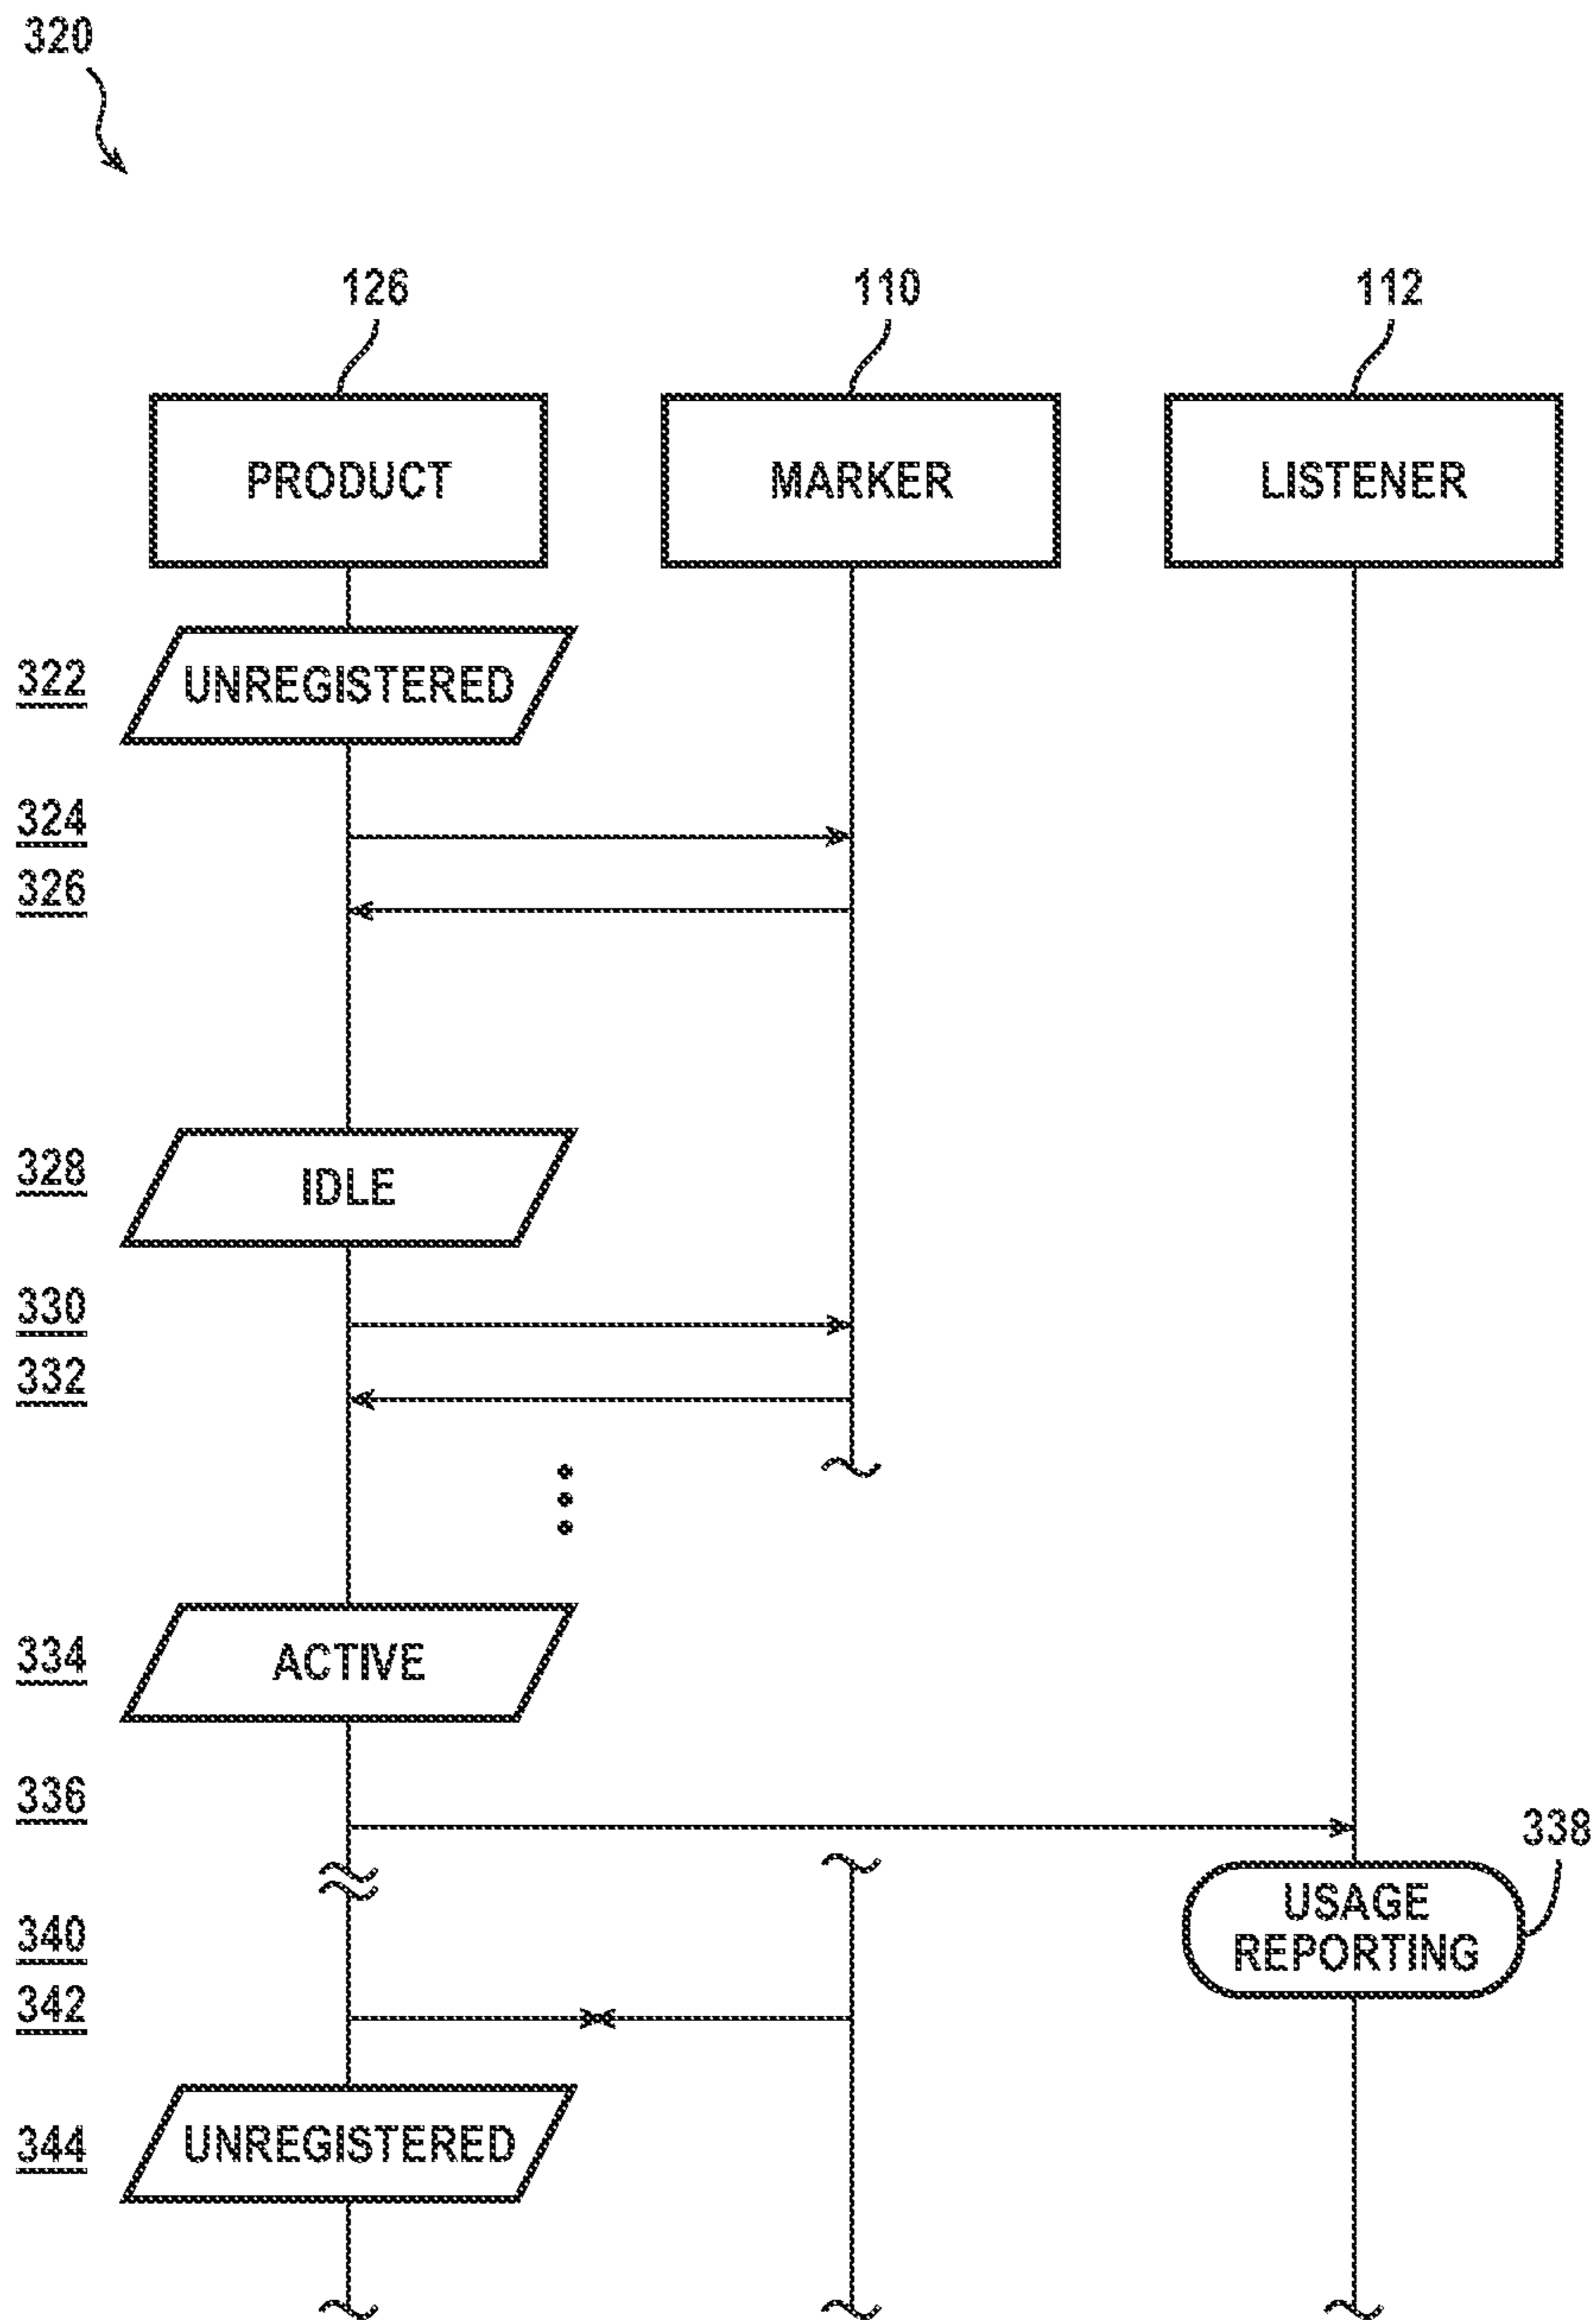 320
126
110
112
PRODUCT
MARKER
LISTENER
322
UNREGISTERED
324
326
328
IDLE
330
332
334
ACTIVE
336
338
USAGE
REPORTING
340
342
344
UNREGISTERED